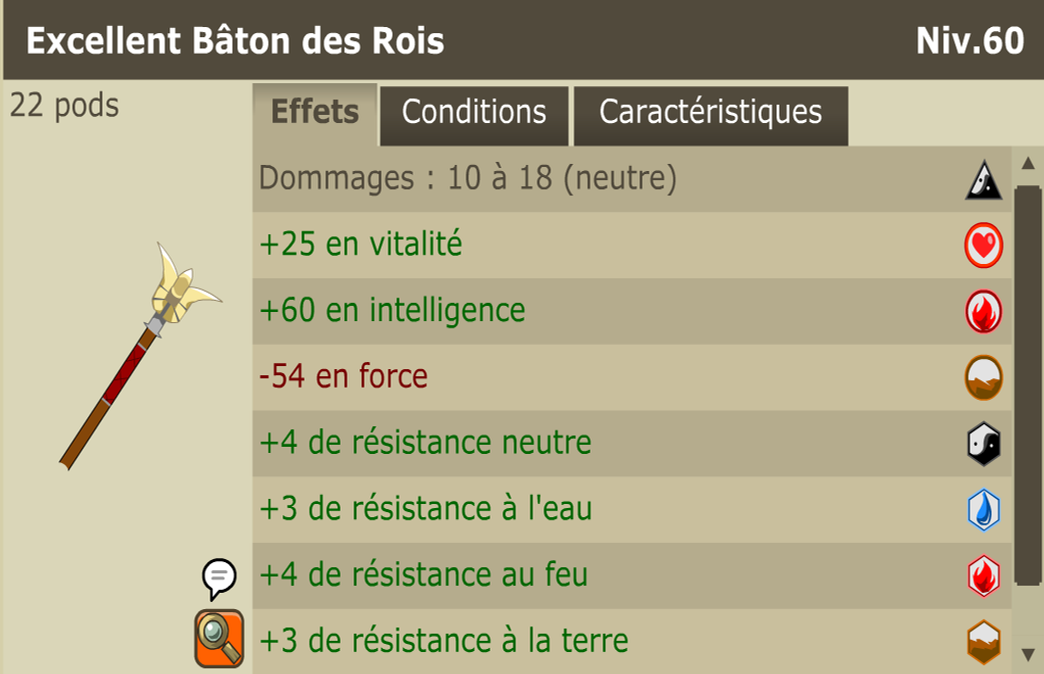 Excellent Bâton des Rois Niv.60
22 pods
Effets Conditions Caractéristiques
Dommages : 10 à 18 (neutre)
+25 en vitalité
+60 en intelligence
-54 en force
+4 de résistance neutre
+3 de résistance à l'eau
+4 de résistance au feu
+3 de résistance à la terre